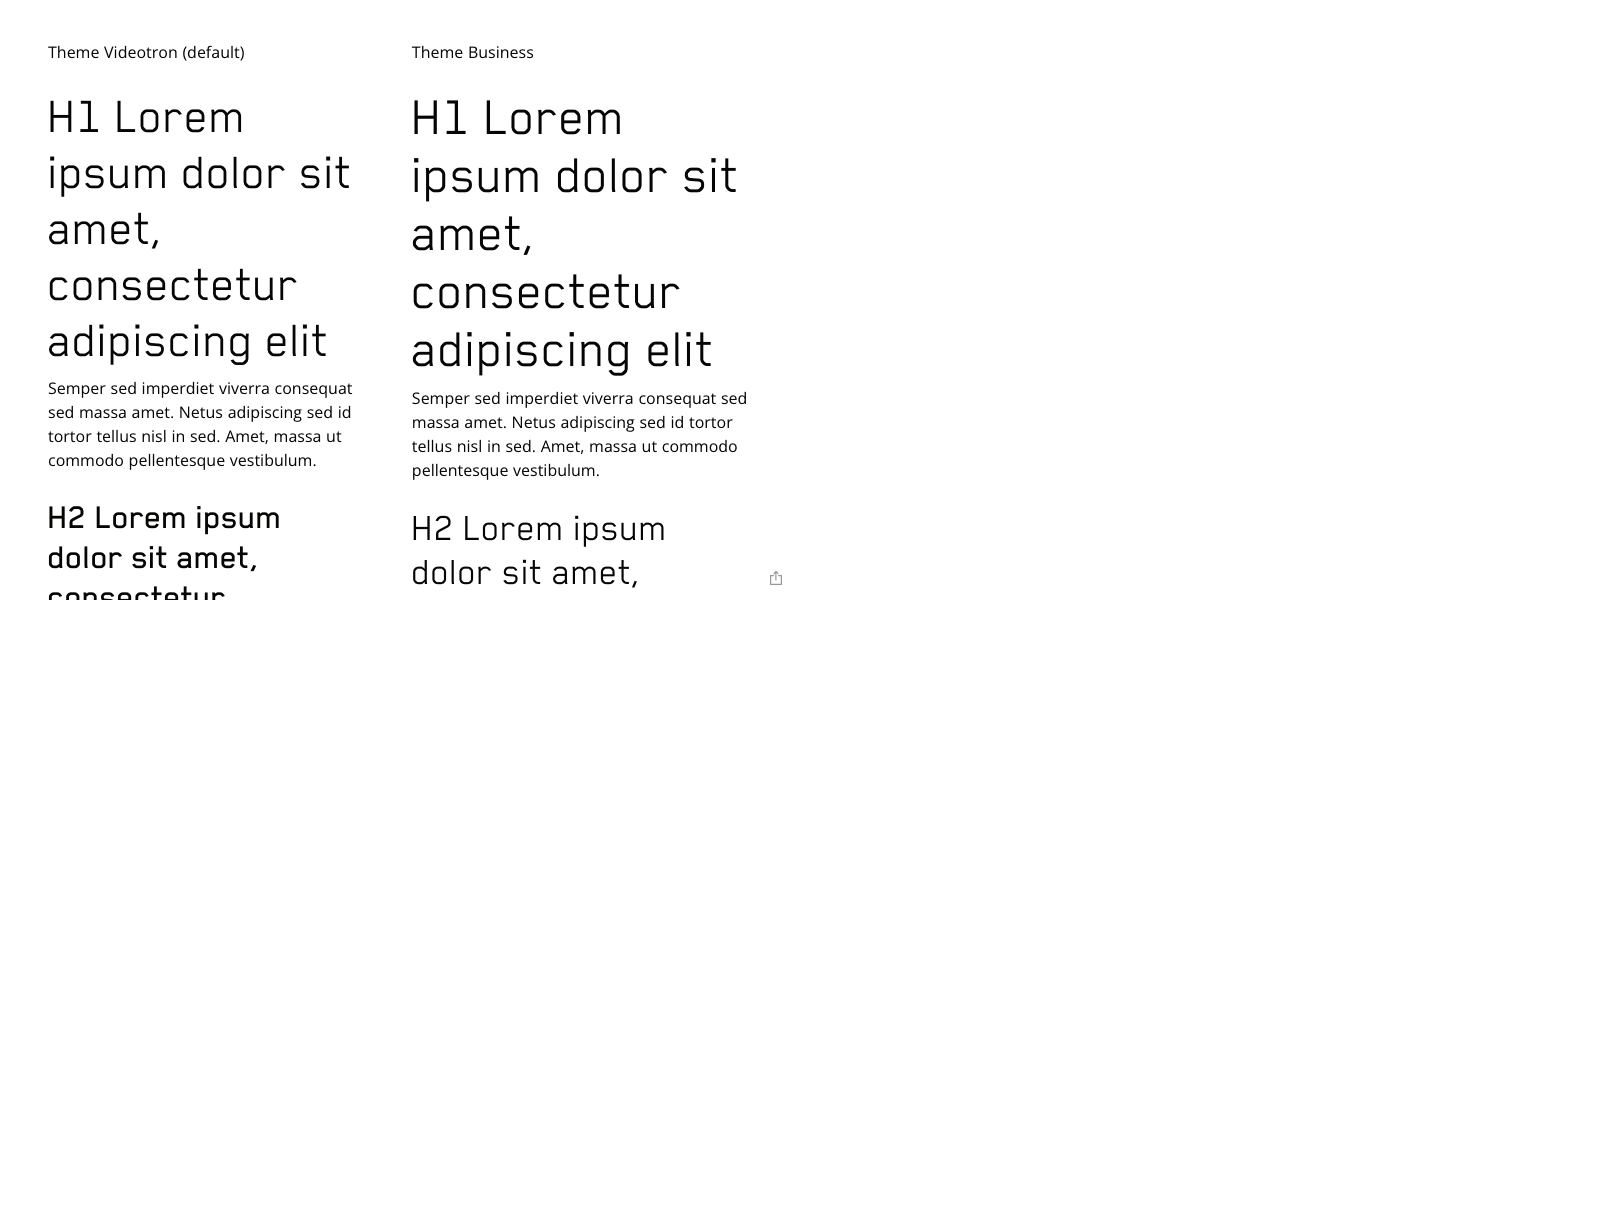 Theme Videotron (default)
H1 Lorem
ipsum dolor sit
amet,
consectetur
adipiscing elit
Semper sed imperdiet viverra consequat
sed massa amet. Netus adipiscing sed id
tortor tellus nisl in sed. Amet, massa ut
commodo pellentesque vestibulum.
H2 Lorem ipsum
dolor sit amet,
consectetur
Theme Business
H1 Lorem
ipsum dolor sit
amet,
consectetur
adipiscing elit
Semper sed imperdiet viverra consequat sed
massa amet. Netus adipiscing sed id tortor
tellus nisl in sed. Amet, massa ut commodo
pellentesque vestibulum.
H2 Lorem ipsum
dolor sit amet,